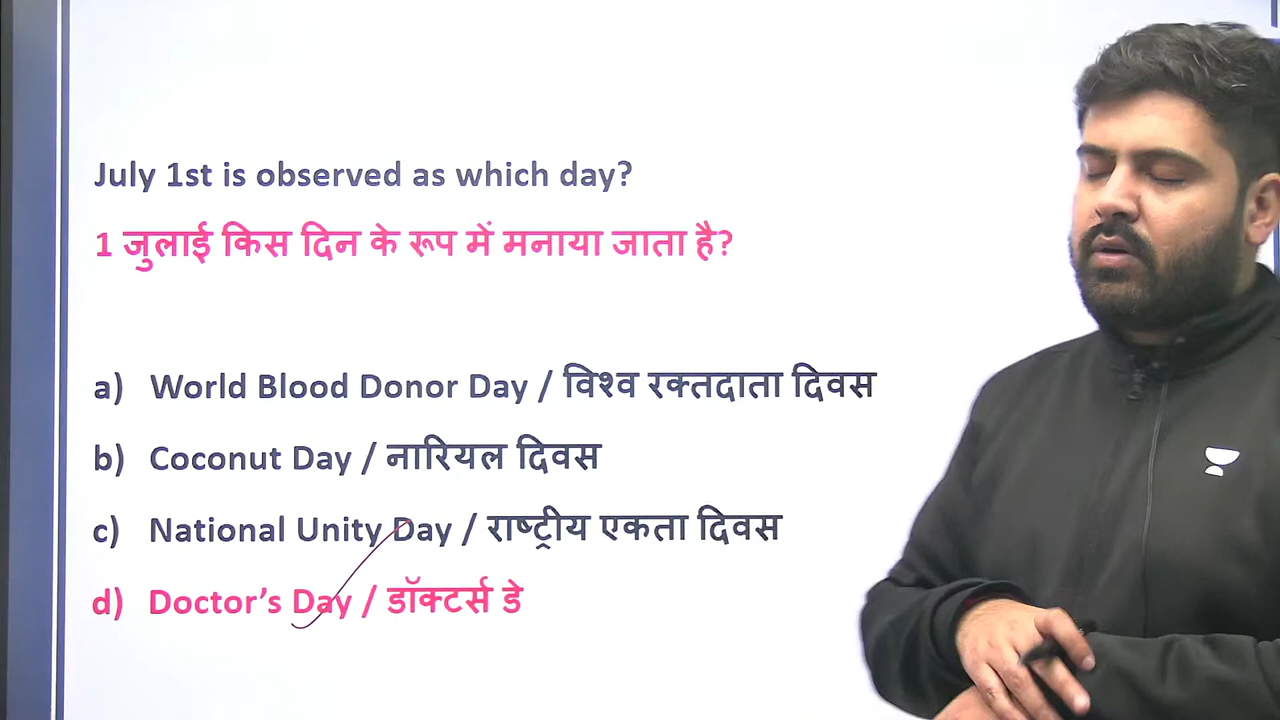 July 1st is observed as which day?
1 जुलाई किस दिन के रूप में मनाया जाता है?
a) World Blood Donor Day / विश्व रक्तदाता दिवस
b) Coconut Day / नारियल दिवस
c) National Unity Day / राष्ट्रीय एकता दिवस
d) Doctor’s Day / डॉक्टर्स डे